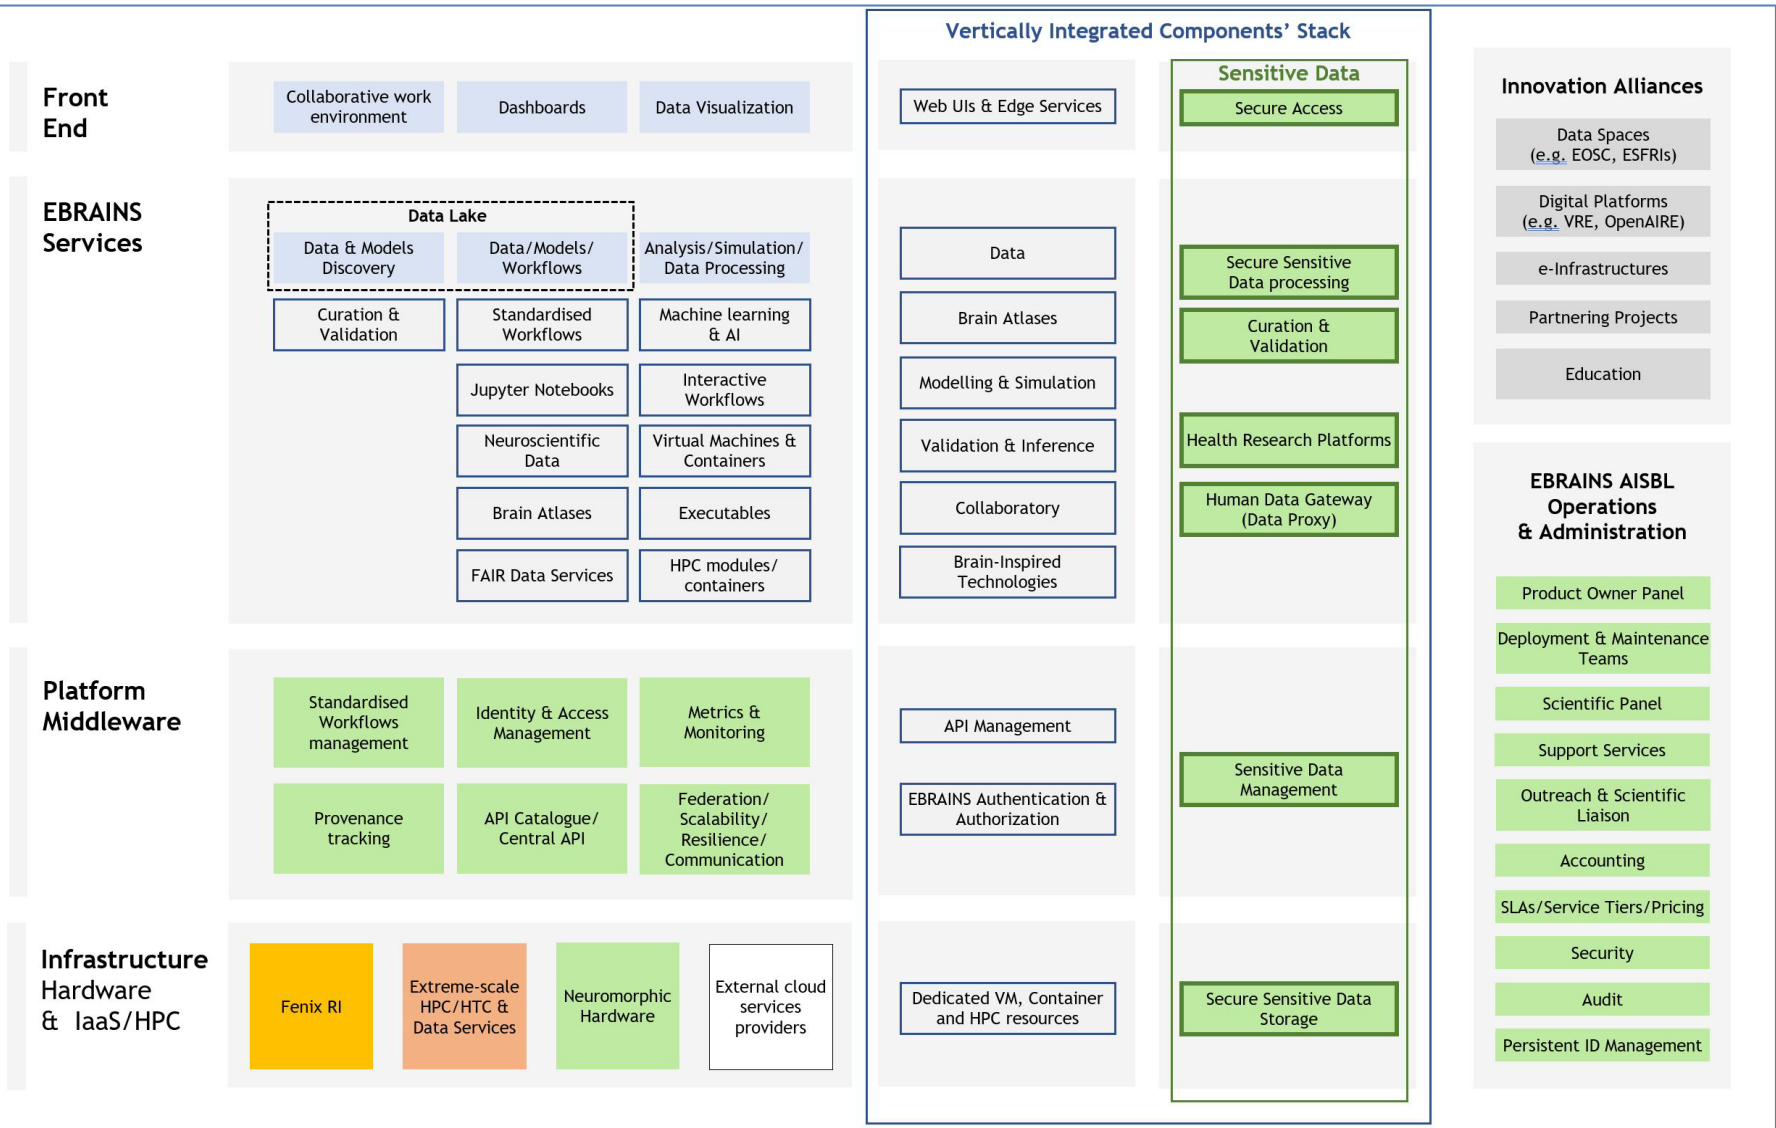 Vertically Integrated Components’ Stack
Front
End
Collaborative work
environment
Dashboards
Data Visualization
Web UIs & Edge Services
Sensitive Data
Secure Access
EBRAINS
Services
Data Lake
Data & Models
Discovery
Data/Models/
Workflows
Analysis/Simulation/
Data Processing
Curation &
Validation
Standardised
Workflows
Machine learning
& AI
Jupyter Notebooks
Interactive
Workflows
Neuroscientific
Data
Virtual Machines &
Containers
Brain Atlases
Executables
FAIR Data Services
HPC modules/
containers
Data
Brain Atlases
Modelling & Simulation
Validation & Inference
Collaboratory
Brain-Inspired
Technologies
Secure Sensitive
Data processing
Curation &
Validation
Health Research Platforms
Human Data Gateway
(Data Proxy)
Platform
Middleware
Standardised
Workflows
management
Identity & Access
Management
Metrics &
Monitoring
Provenance
tracking
API Catalogue/
Central API
Federation/
Scalability/
Resilience/
Communication
API Management
EBRAINS Authentication &
Authorization
Sensitive Data
Management
Infrastructure
Hardware
& IaaS/HPC
Fenix RI
Extreme-scale
HPC/HTC &
Data Services
Neuromorphic
Hardware
External cloud
services
providers
Dedicated VM, Container
and HPC resources
Secure Sensitive Data
Storage
Innovation Alliances
Data Spaces
(e.g. EOSC, ESFRIs)
Digital Platforms
(e.g. VRE, OpenAIRE)
e-Infrastructures
Partnering Projects
Education
EBRAINS AISBL
Operations
& Administration
Product Owner Panel
Deployment & Maintenance
Teams
Scientific Panel
Support Services
Outreach & Scientific
Liaison
Accounting
SLAs/Service Tiers/Pricing
Security
Audit
Persistent ID Management